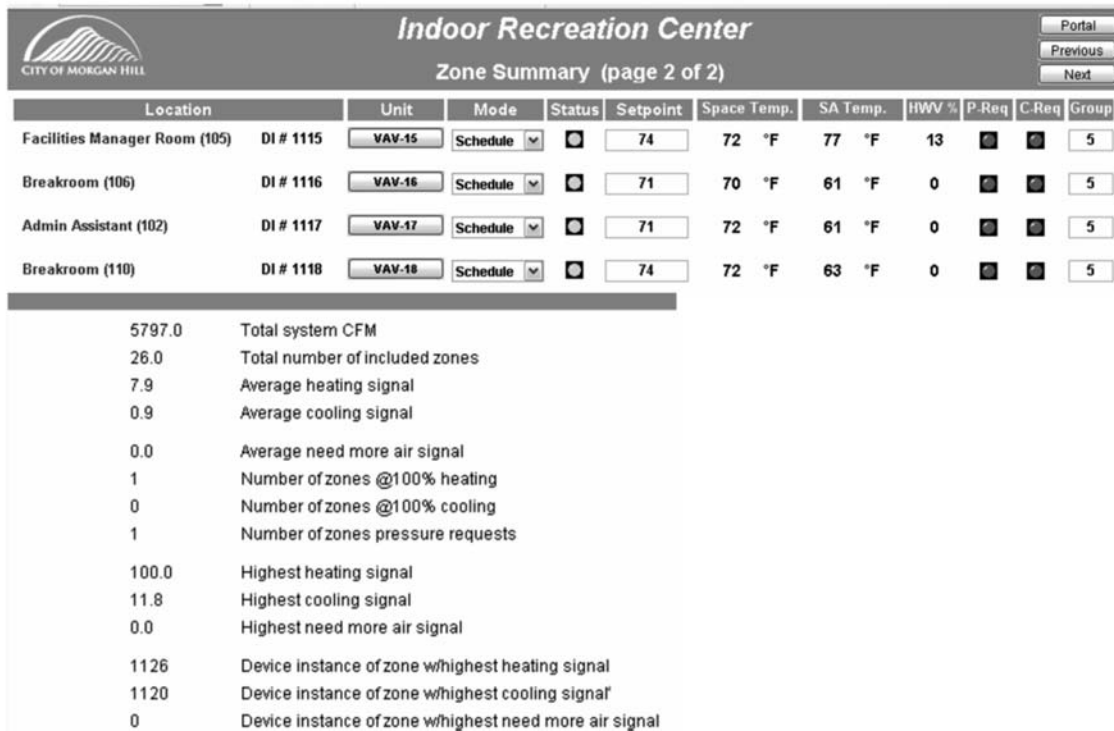 Indoor Recreation Center
Portal
Previous
CITY OF MORGAN HILL
Zone Summary (page 2 of 2)
Next
Location Unit Mode Status Setpoint Space Temp. SA Temp. HWV % P-Req C-Req Group
Facilities Manager Room (105) DI # 1115 VAV-15 Schedule 74 72 °F 77 °F 13 5
Breakroom (106) DI # 1116 VAV-16 Schedule 71 70 °F 61 °F 0 5
Admin Assistant (102) DI # 1117 VAV-17 Schedule 71 72 °F 61 °F 0 5
Breakroom (110) DI # 1118 VAV-18 Schedule 74 72 °F 63 °F 0 5
5797.0 Total system CFM
26.0 Total number of included zones
7.9 Average heating signal
0.9 Average cooling signal
0.0 Average need more air signal
1 Number of zones @100% heating
0 Number of zones @100% cooling
1 Number of zones pressure requests
100.0 Highest heating signal
11.8 Highest cooling signal
0.0 Highest need more air signal
1126 Device instance of zone w/highest heating signal
1120 Device instance of zone w/highest cooling signal'
0 Device instance of zone w/highest need more air signal